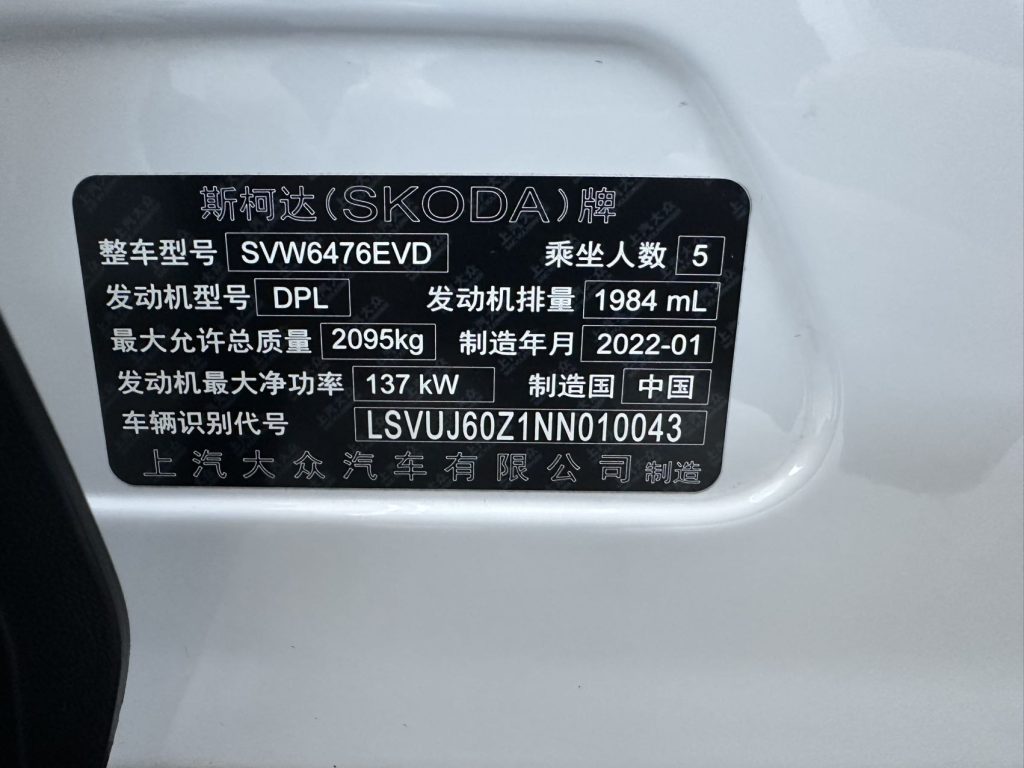 斯柯达(SKODA)牌
整车型号 SVW6476EVD 乘坐人数 5
发动机型号 DPL 发动机排量 1984 mL
最大允许总质量 2095kg 制造年月 2022-01
发动机最大净功率 137 kW 制造国 中国
车辆识别代号 LSVUJ60Z1NN010043
上汽大众汽车有限公司 制造